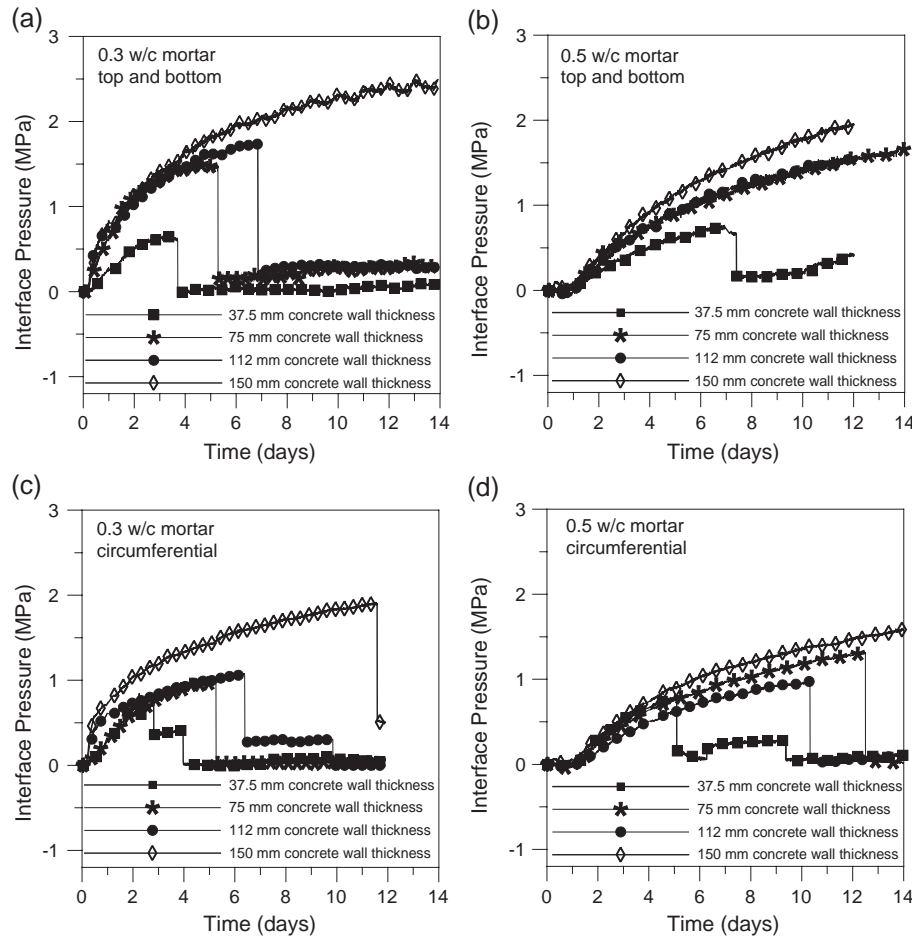 (a)
0.3 w/c mortar
top and bottom
3
2
1
0
-1
Interface Pressure (MPa)
37.5 mm concrete wall thickness
75 mm concrete wall thickness
112 mm concrete wall thickness
150 mm concrete wall thickness
0 2 4 6 8 10 12 14
Time (days)
(b)
0.5 w/c mortar
top and bottom
3
2
1
0
-1
Interface Pressure (MPa)
37.5 mm concrete wall thickness
75 mm concrete wall thickness
112 mm concrete wall thickness
150 mm concrete wall thickness
0 2 4 6 8 10 12 14
Time (days)
(c)
0.3 w/c mortar
circumferential
3
2
1
0
-1
Interface Pressure (MPa)
37.5 mm concrete wall thickness
75 mm concrete wall thickness
112 mm concrete wall thickness
150 mm concrete wall thickness
0 2 4 6 8 10 12 14
Time (days)
(d)
0.5 w/c mortar
circumferential
3
2
1
0
-1
Interface Pressure (MPa)
37.5 mm concrete wall thickness
75 mm concrete wall thickness
112 mm concrete wall thickness
150 mm concrete wall thickness
0 2 4 6 8 10 12 14
Time (days)